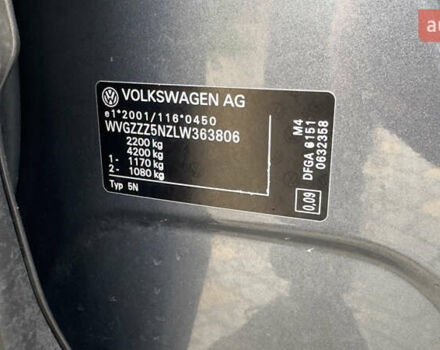 VOLKSWAGEN AG
e1*2001/116*0450
WVGZZZ5NZLW363806
2200 kg
4200 kg
1- 1170 kg
2- 1080 kg
Typ 5N
DFGA 6151 M4
0632358
0.09